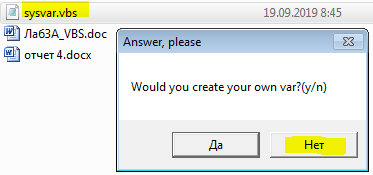 sysvar.vbs 19.09.2019 8:45
Ла63A_VBS.doc
отчет 4.docx
Answer, please
Would you create your own var?(y/n)
Да Нет